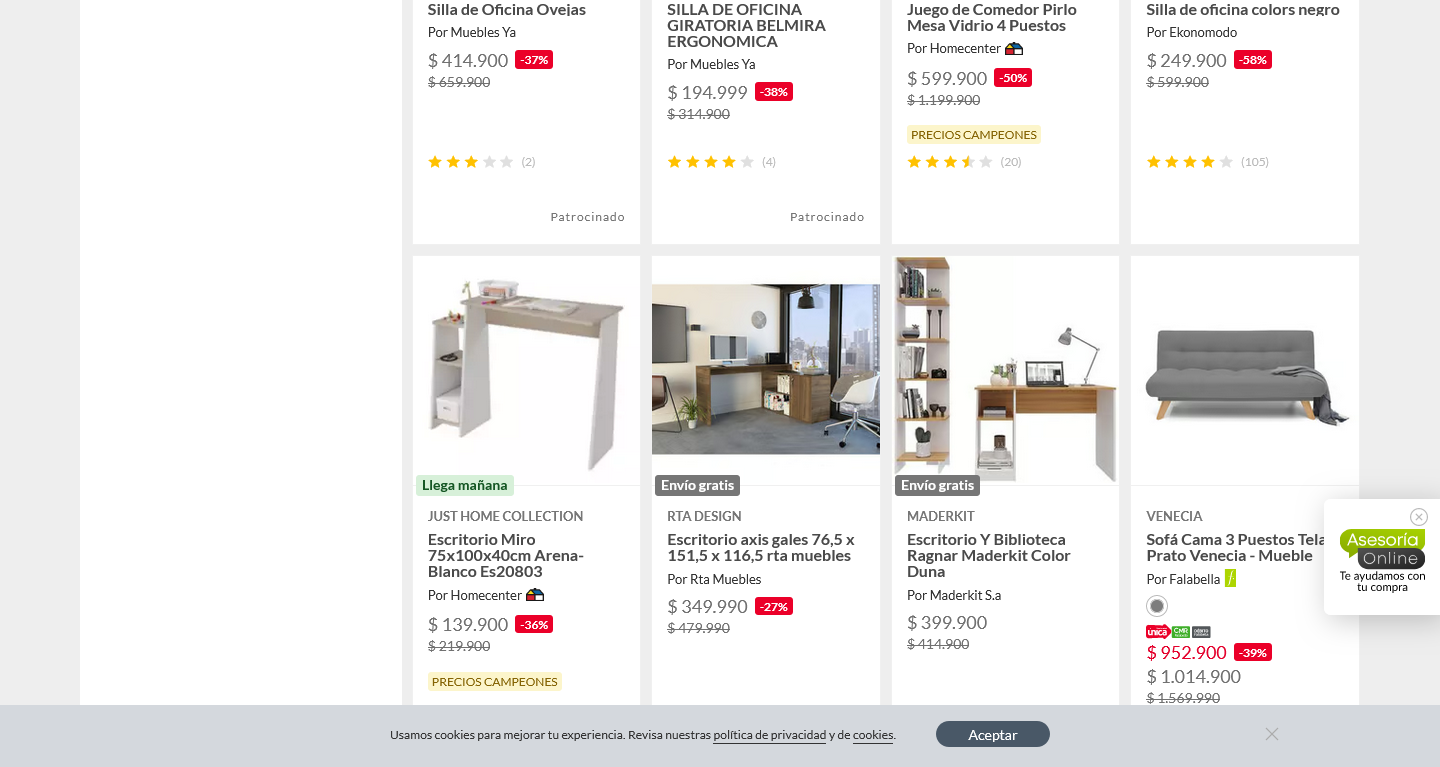 Silla de Oficina Ovejas
Por Muebles Ya
$ 414.900 -37%
$ 659.900
(2)
Patrocinado
SILLA DE OFICINA
GIRATORIA BELMIRA
ERGONOMICA
Por Muebles Ya
$ 194.999 -38%
$ 314.900
(4)
Patrocinado
Juego de Comedor Pirlo
Mesa Vidrio 4 Puestos
Por Homecenter
$ 599.900 -50%
$ 1.199.900
PRECIOS CAMPEONES
(20)
Silla de oficina colors negro
Por Ekonomodo
$ 249.900 -58%
$ 599.900
(105)
Llega mañana
JUST HOME COLLECTION
Escritorio Miro
75x100x40cm Arena-
Blanco Es20803
Por Homecenter
$ 139.900 -36%
$ 219.900
PRECIOS CAMPEONES
Envío gratis
RTA DESIGN
Escritorio axis gales 76,5 x
151,5 x 116,5 rta muebles
Por Rta Muebles
$ 349.990 -27%
$ 479.990
Envío gratis
MADERKIT
Escritorio Y Biblioteca
Ragnar Maderkit Color
Duna
Por Maderkit S.a
$ 399.900
$ 414.900
VENECIA
Sofá Cama 3 Puestos Tela
Prato Venecia - Mueble
Por Falabella
única CMR
$ 952.900 -39%
$ 1.014.900
$ 1.569.990
Asesoría
Online
Te ayudamos con
tu compra
Usamos cookies para mejorar tu experiencia. Revisa nuestras política de privacidad y de cookies.
Aceptar